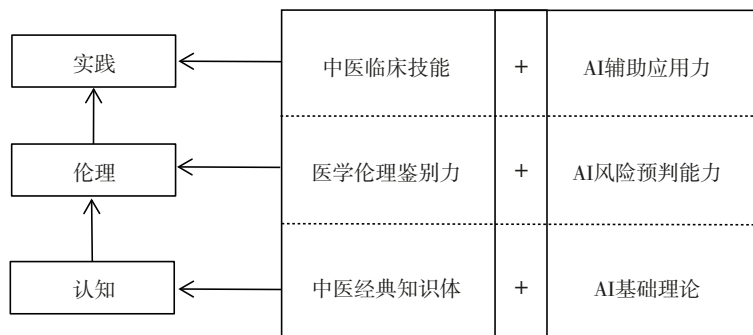 实践
中医临床技能 + AI辅助应用力
伦理
医学伦理鉴别力 + AI风险预判能力
认知
中医经典知识体 + AI基础理论